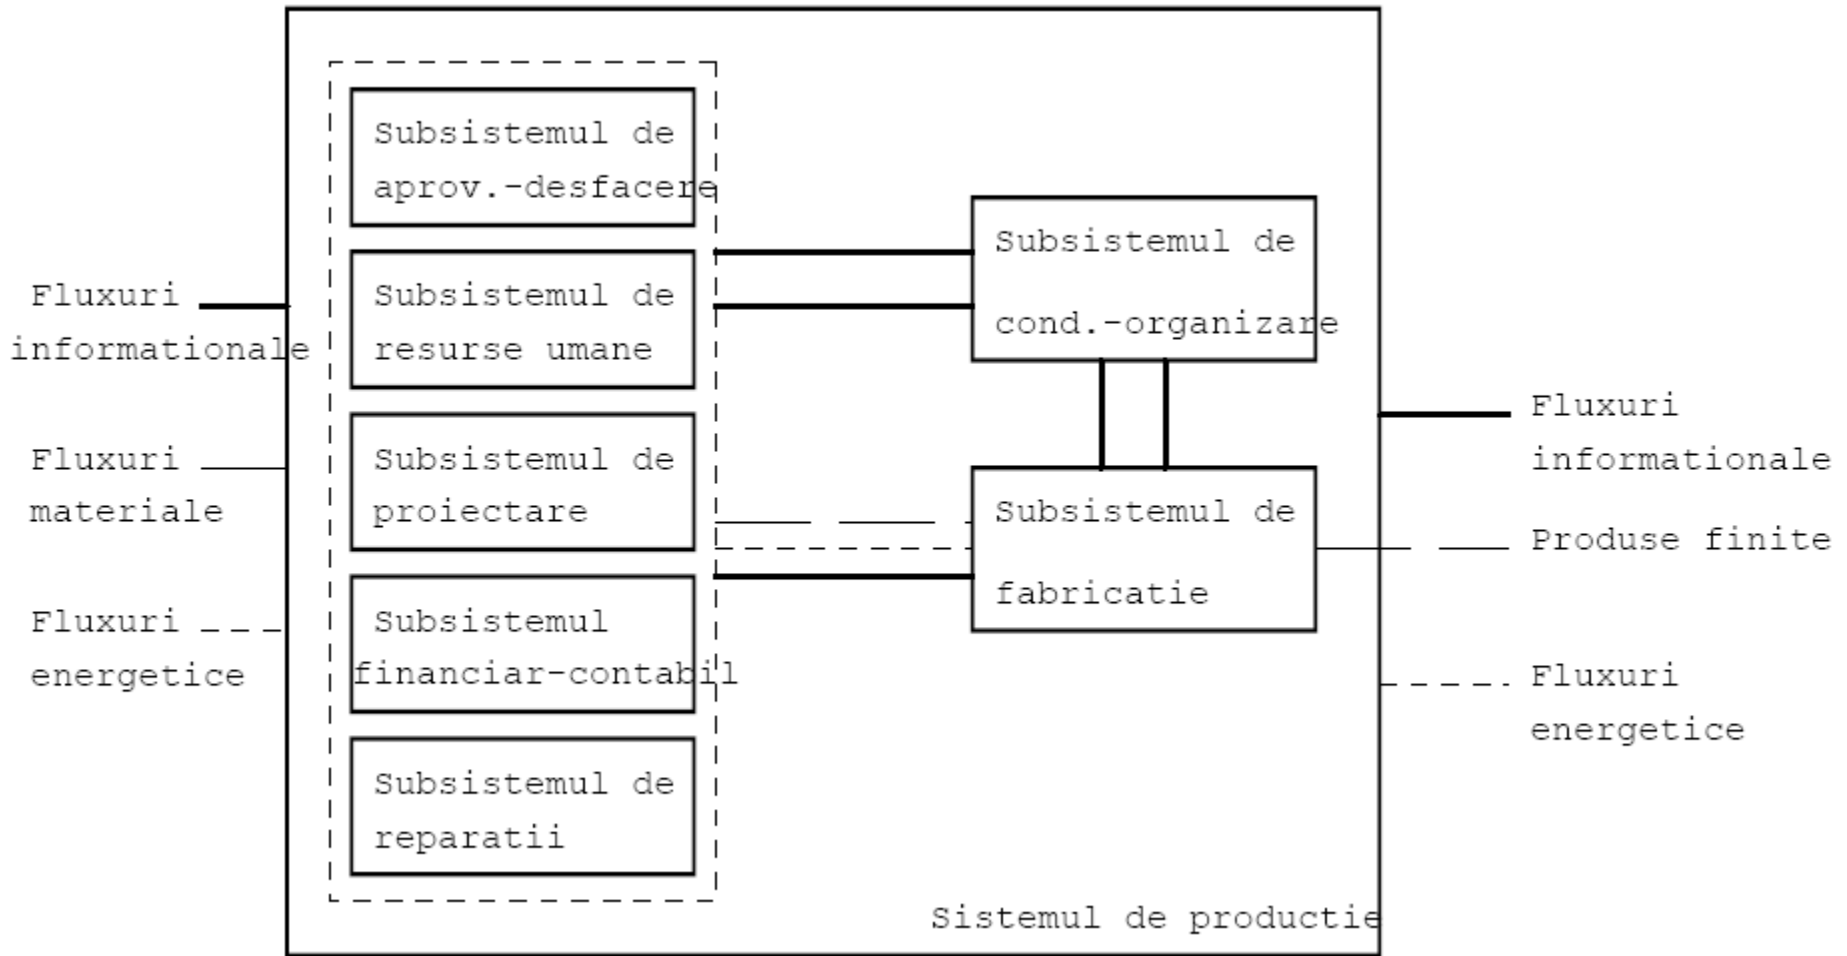 Fluxuri
informationale
Fluxuri
materiale
Fluxuri
energetice
Subsistemul de
aprov.-desfacere
Subsistemul de
resurse umane
Subsistemul de
proiectare
Subsistemul
financiar-contabil
Subsistemul de
reparatii
Subsistemul de
cond.-organizare
Subsistemul de
fabricatie
Sistemul de productie
Fluxuri
informationale
Produse finite
Fluxuri
energetice